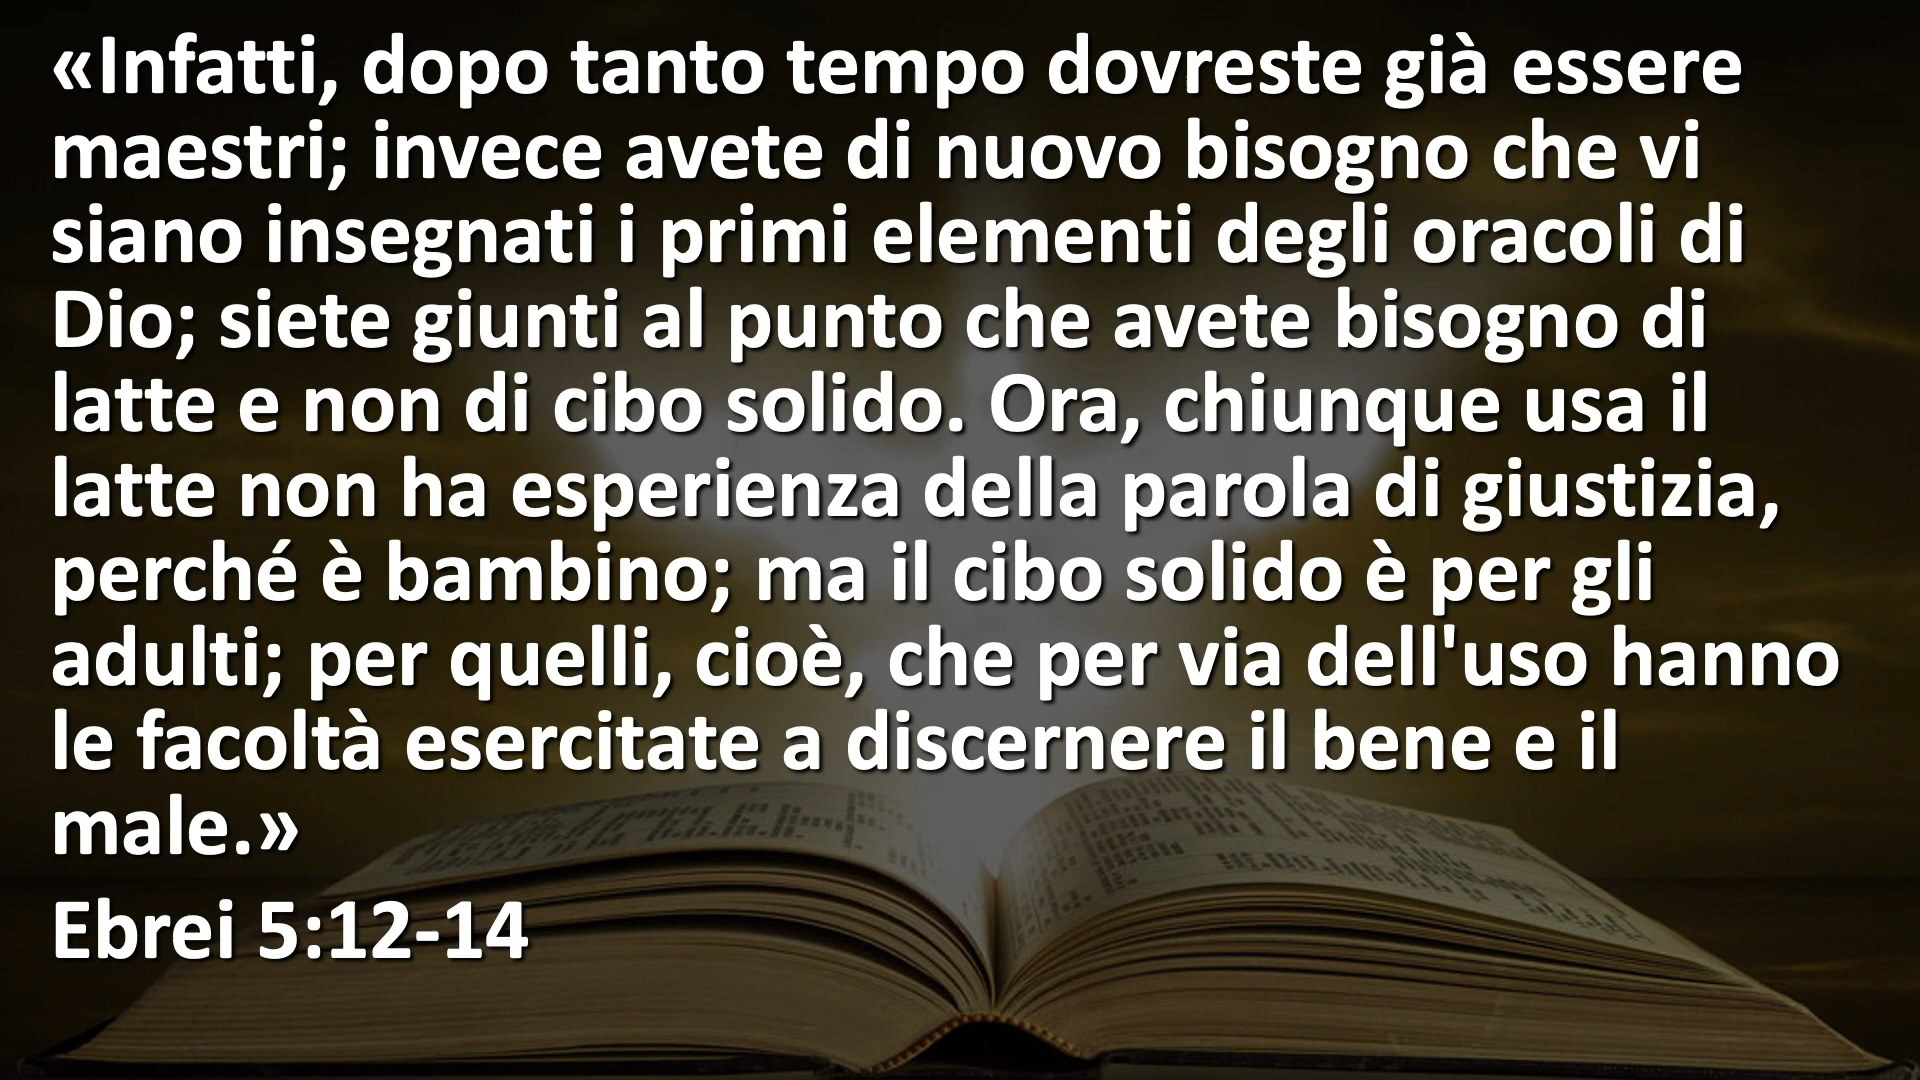 «Infatti, dopo tanto tempo dovreste già essere
maestri; invece avete di nuovo bisogno che vi
siano insegnati i primi elementi degli oracoli di
Dio; siete giunti al punto che avete bisogno di
latte e non di cibo solido. Ora, chiunque usa il
latte non ha esperienza della parola di giustizia,
perché è bambino; ma il cibo solido è per gli
adulti; per quelli, cioè, che per via dell'uso hanno
le facoltà esercitate a discernere il bene e il
male.»
Ebrei 5:12-14